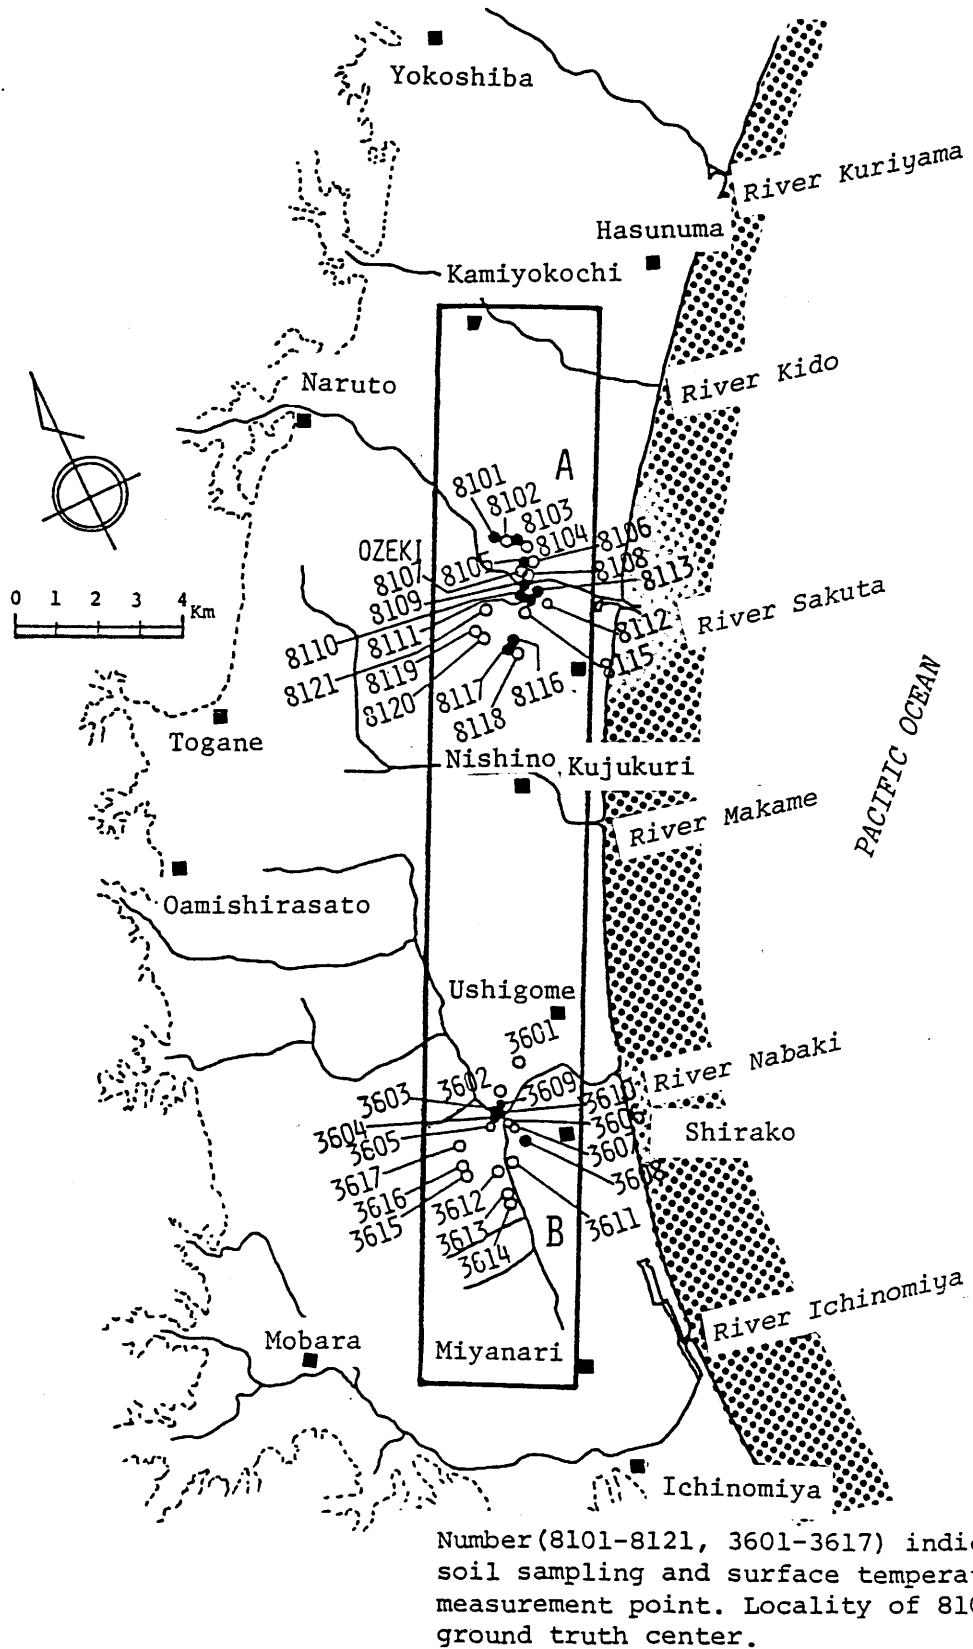 Yokoshiba
River Kuriyama
Hasunuma
Kamiyokochi
River Kido
Naruto
A
8101
8102
8103
8104
8106
OZEKI
8105
8108
8107
8113
8109
0 1 2 3 4 Km
River Sakuta
8112
8110
8111
8115
8121
8119
8116
8120
8117
8118
Togane
Nishino
Kujukuri
PACIFIC OCEAN
River Makame
Oamishirasato
Ushigome
3601
River Nabaki
3602
3609
3610
3603
3606
3604
Shirako
3605
3607
3617
3608
3616
3612
3611
3615
3613
B
3614
River Ichinomiya
Mobara
Miyanari
Ichinomiya
Number(8101-8121, 3601-3617) indi
soil sampling and surface tempera
measurement point. Locality of 81
ground truth center.